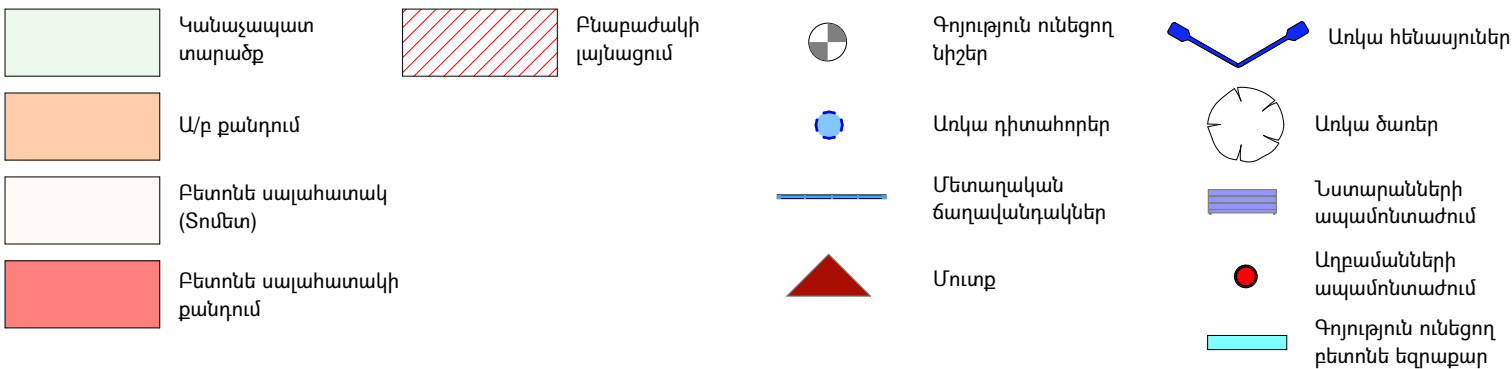 Կանաչապատ
տարածք
Ա/բ քանդում
Բետոնե սալահատակ
(Տոմետ)
Բետոնե սալահատակի
քանդում
Բնաբաժակի
լայնացում
Գոյություն ունեցող
նիշեր
Առկա դիտահորեր
Մետաղական
ճաղավանդակներ
Մուտք
Առկա հենասյուներ
Առկա ծառեր
Նստարանների
ապամոնտաժում
Աղբամանների
ապամոնտաժում
Գոյություն ունեցող
բետոնե եզրաքար